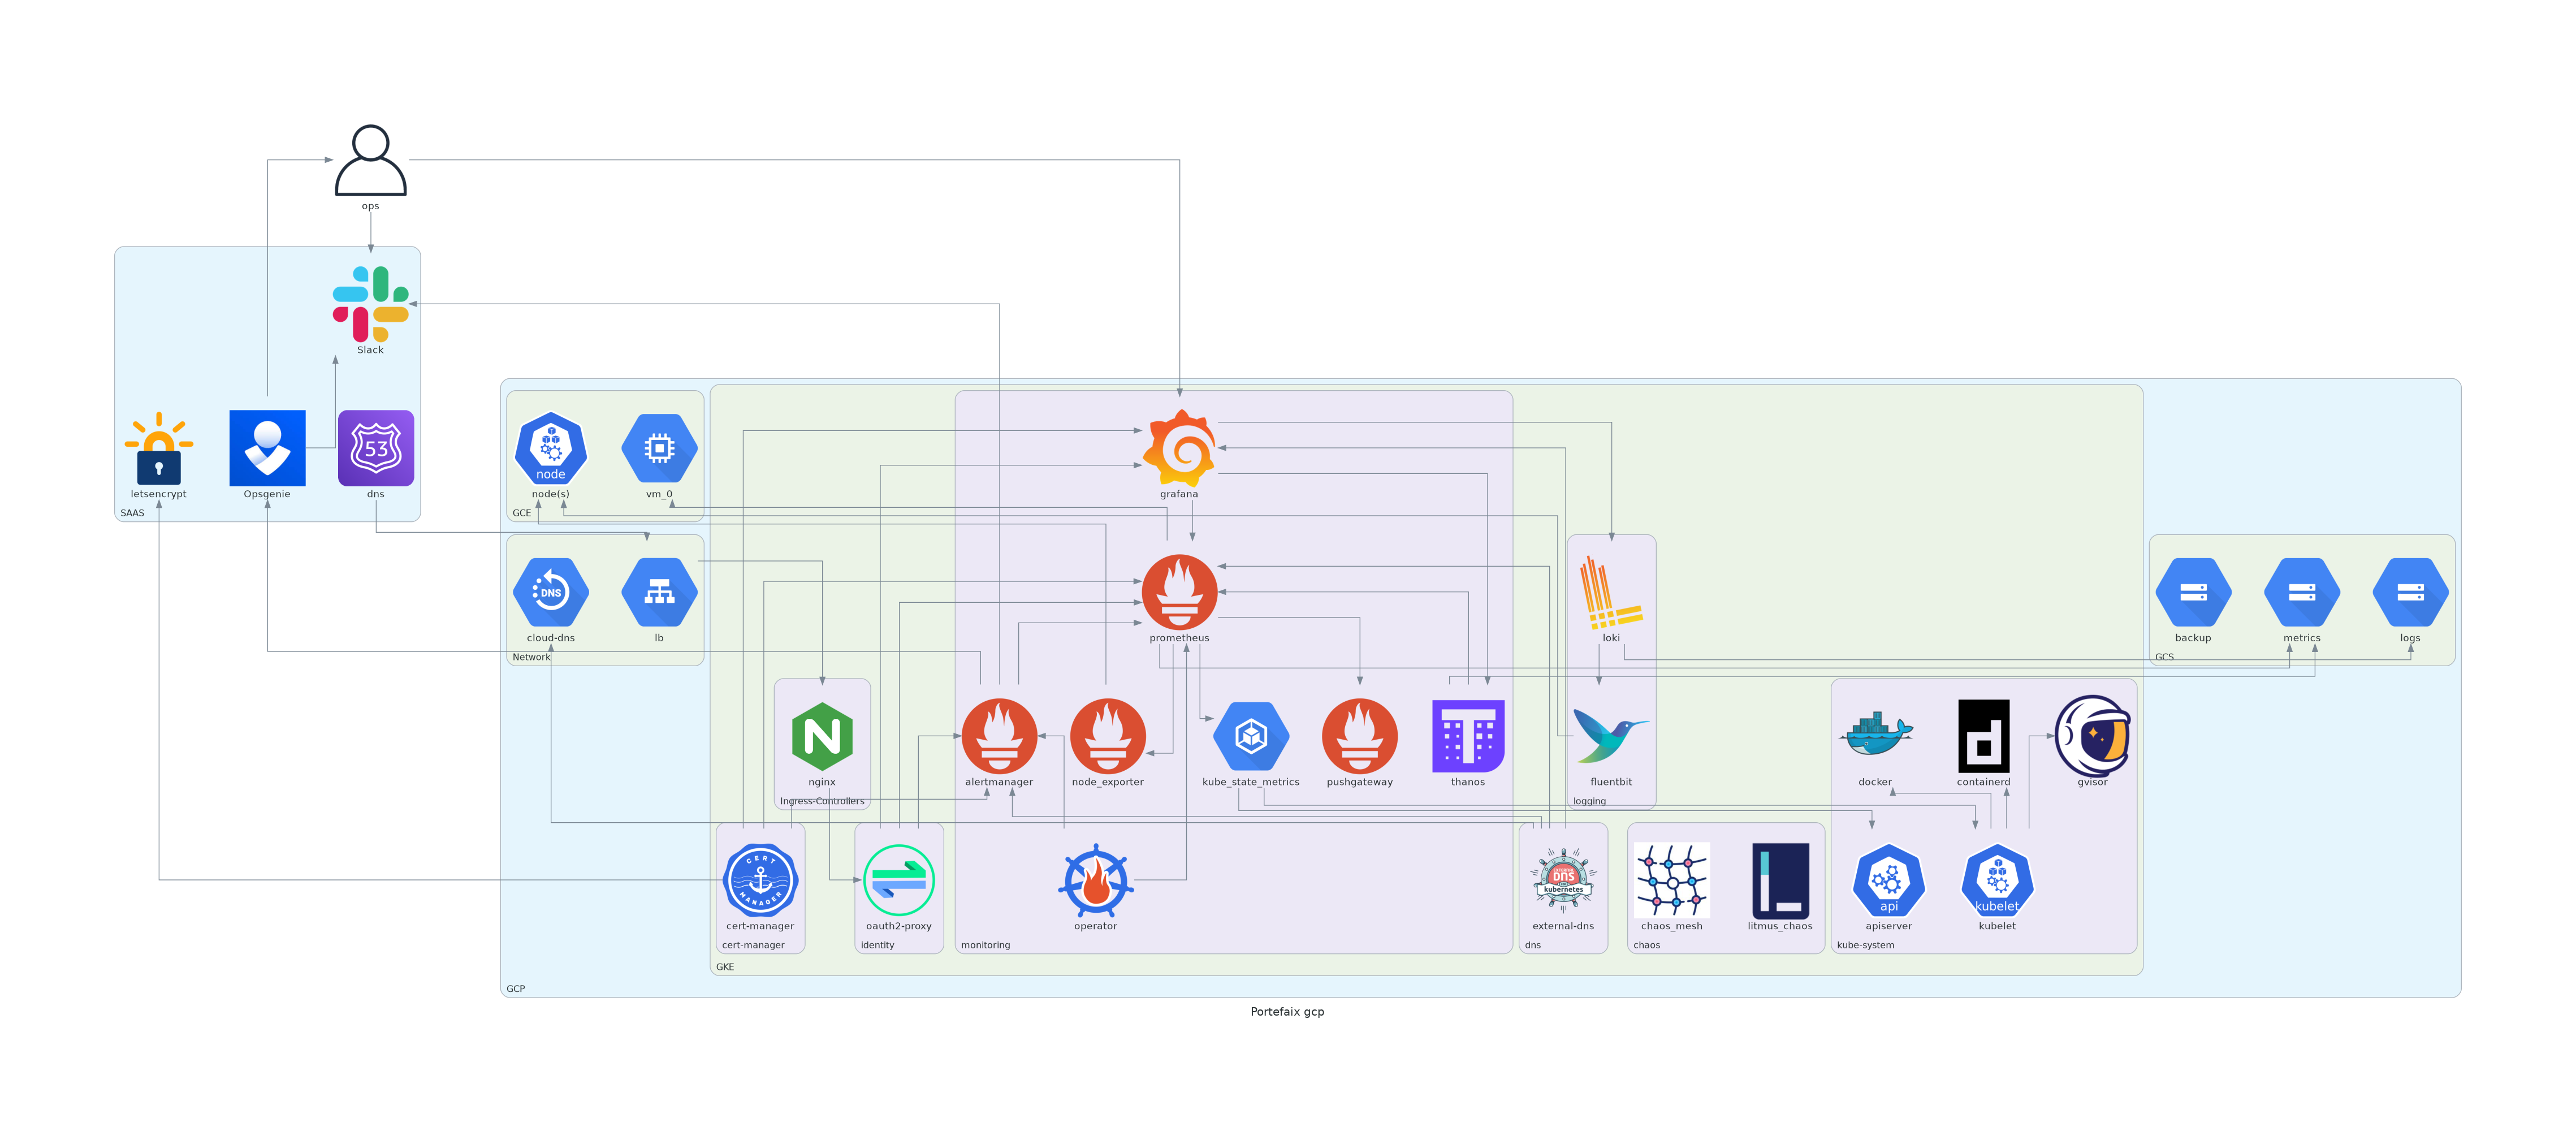 ops
Slack
letsencrypt
Opsgenie
53
dns
SAAS
node
node(s)
vm_0
GCE
grafana
DNS
cloud-dns
lb
Network
prometheus
loki
backup
metrics
logs
GCS
nginx
Ingress-Controllers
alertmanager
node_exporter
kube_state_metrics
pushgateway
thanos
fluentbit
logging
docker
containerd
gvisor
CERT
MANAGER
cert-manager
cert-manager
oauth2-proxy
identity
operator
monitoring
DNS
kubernetes
external-dns
dns
chaos_mesh
litmus_chaos
chaos
api
apiserver
kubelet
kubelet
kube-system
GKE
GCP
Portefaix gcp